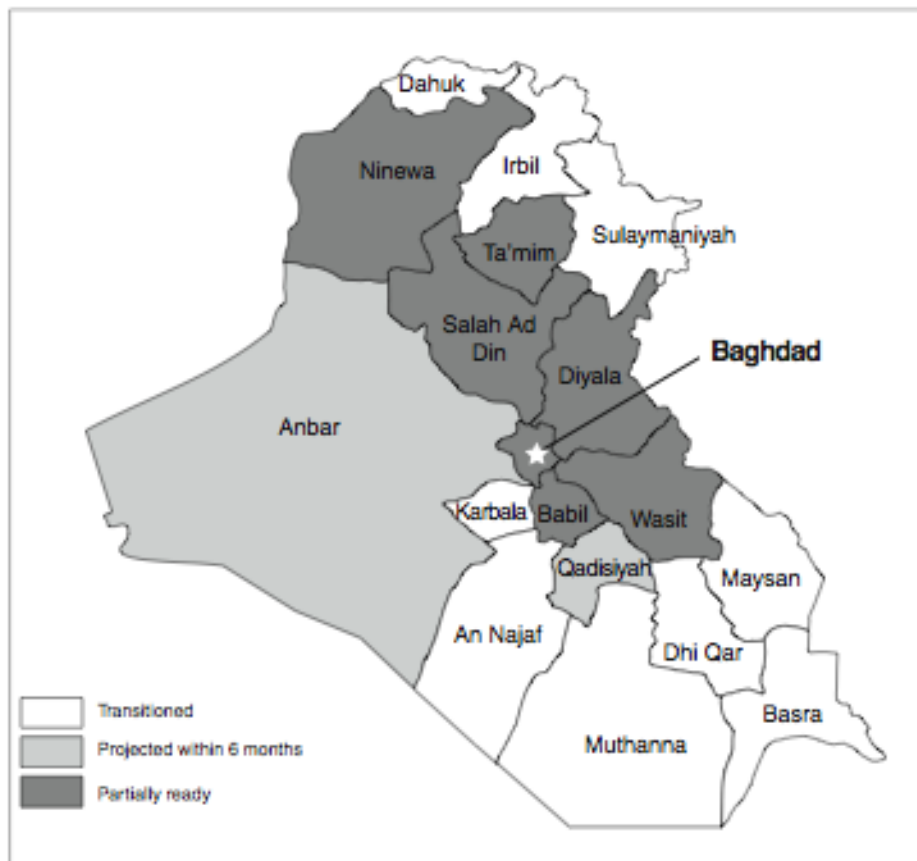 Dahuk
Ninewa
Irbil
Ta'mim
Sulaymaniyah
Salah Ad
Din
Baghdad
Diyala
Anbar
Karbala
Babil
Wasit
Qadisiyah
Maysan
An Najaf
Dhi Qar
Basra
Muthanna
Transitioned
Projected within 6 months
Partially ready